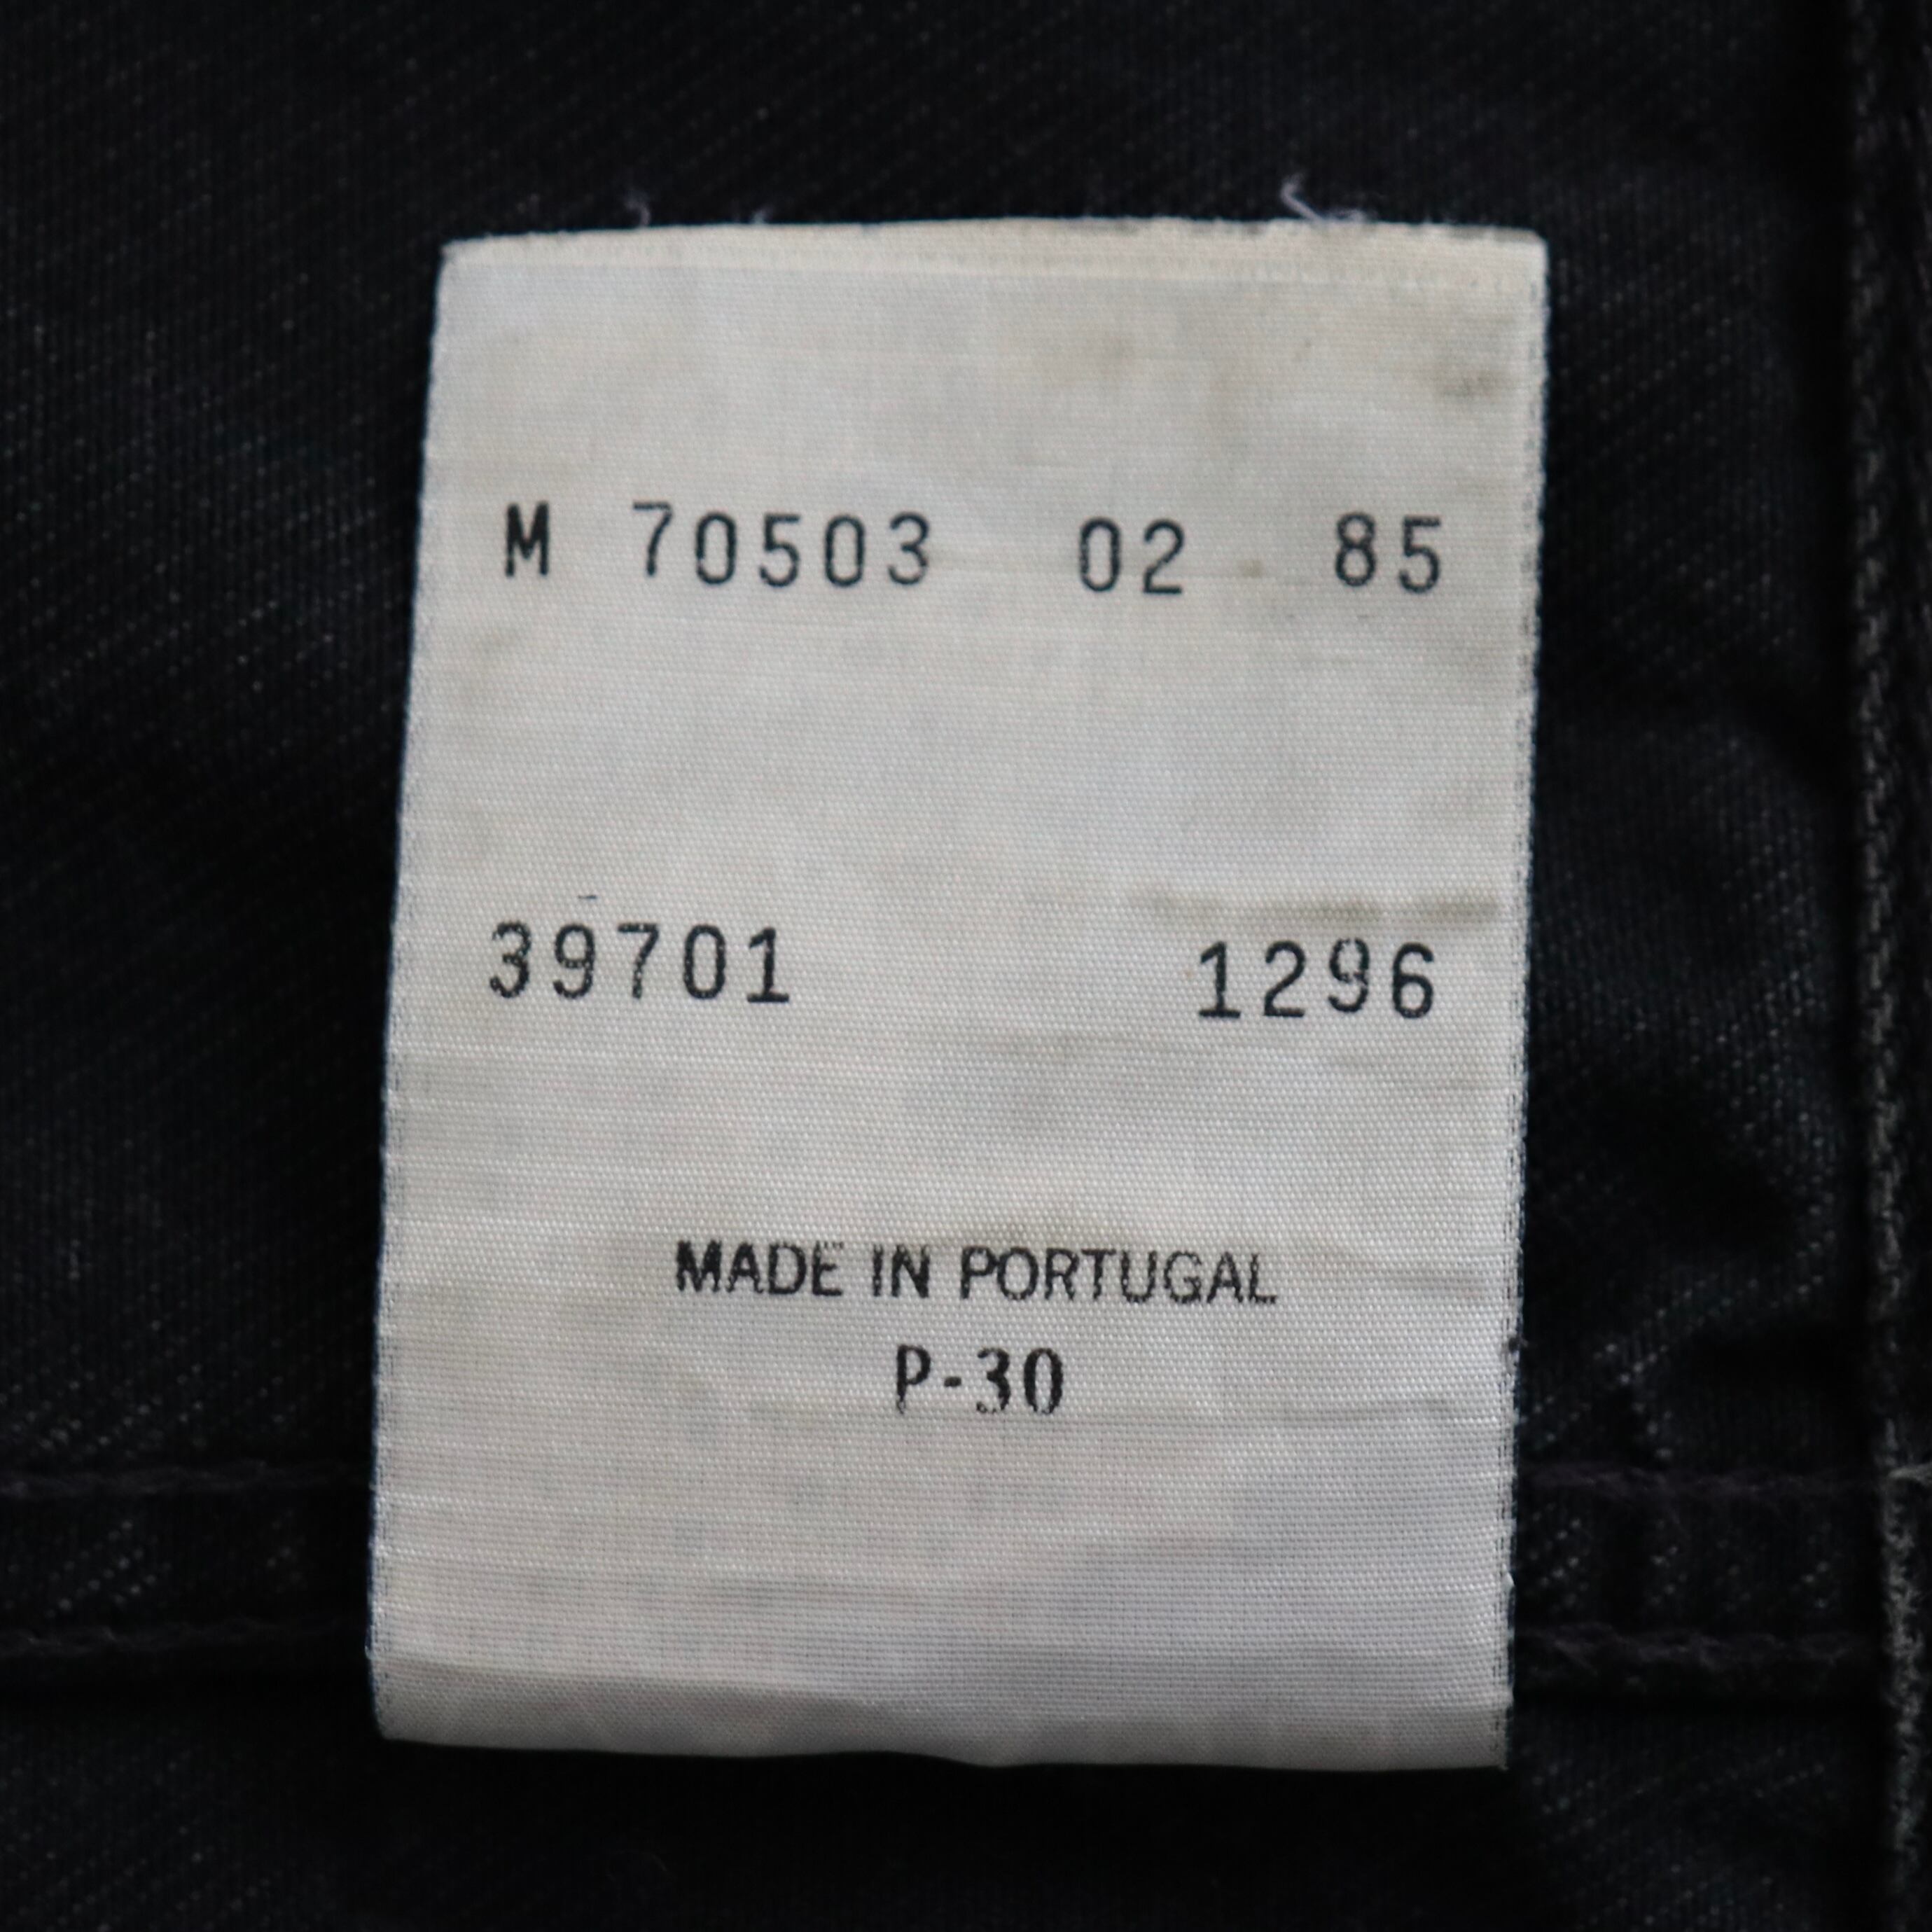 M 70503 02 85
39701 1296
MADE IN PORTUGAL
P-30